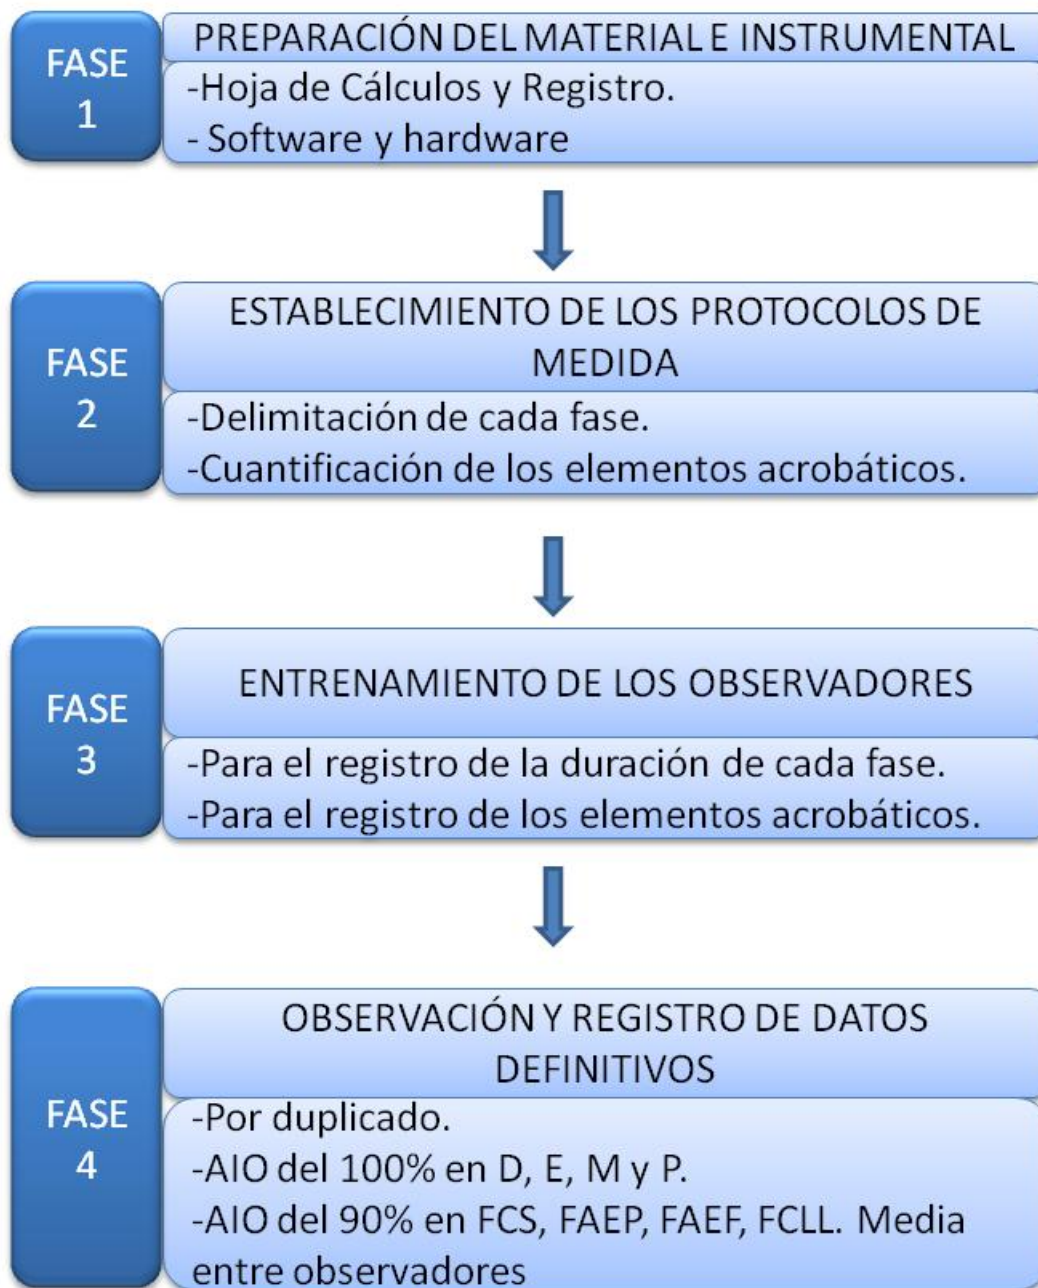 FASE
1
PREPARACIÓN DEL MATERIAL E INSTRUMENTAL
-Hoja de Cálculos y Registro.
- Software y hardware
FASE
2
ESTABLECIMIENTO DE LOS PROTOCOLOS DE
MEDIDA
-Delimitación de cada fase.
-Cuantificación de los elementos acrobáticos.
FASE
3
ENTRENAMIENTO DE LOS OBSERVADORES
-Para el registro de la duración de cada fase.
-Para el registro de los elementos acrobáticos.
FASE
4
OBSERVACIÓN Y REGISTRO DE DATOS
DEFINITIVOS
-Por duplicado.
-AIO del 100% en D, E, M y P.
-AIO del 90% en FCS, FAEP, FAEF, FCLL. Media
entre observadores